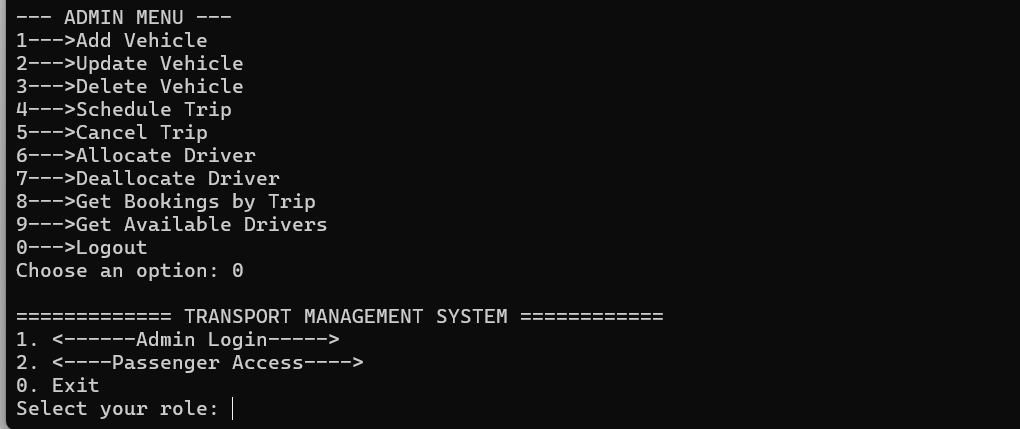 --- ADMIN MENU ---
1--->Add Vehicle
2--->Update Vehicle
3--->Delete Vehicle
4--->Schedule Trip
5--->Cancel Trip
6--->Allocate Driver
7--->Deallocate Driver
8--->Get Bookings by Trip
9--->Get Available Drivers
0--->Logout
Choose an option: 0
============= TRANSPORT MANAGEMENT SYSTEM ============
1. <------Admin Login----->
2. <----Passenger Access---->
0. Exit
Select your role: